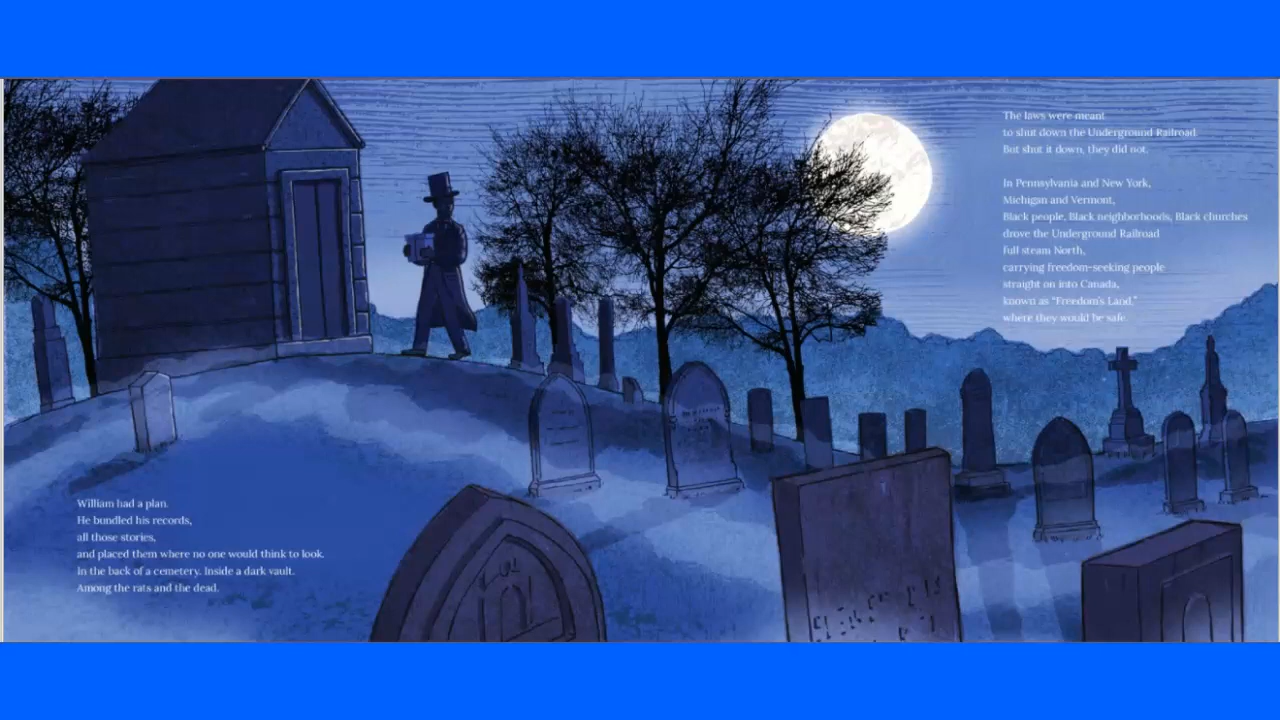 William had a plan.
He bundled his records,
all those stories,
and placed them where no one would think to look.
In the back of a cemetery. Inside a dark vault.
Among the rats and the dead.
The laws were meant
to shut down the Underground Railroad.
But shut it down, they did not.
In Pennsylvania and New York,
Michigan and Vermont,
Black people, Black neighborhoods, Black churches
drove the Underground Railroad
full steam North,
carrying freedom-seeking people
straight on into Canada,
known as “Freedom’s Land,”
where they would be safe.